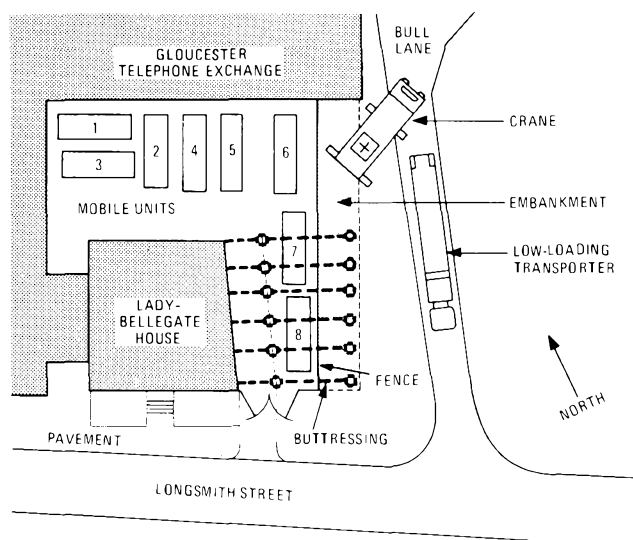 BULL
LANE
GLOUCESTER
TELEPHONE EXCHANGE
CRANE
1
2
4
5
6
3
MOBILE UNITS
EMBANKMENT
7
LOW-LOADING
TRANSPORTER
LADY-
BELLEGATE
HOUSE
8
FENCE
NORTH
PAVEMENT
BUTTRESSING
LONGSMITH STREET